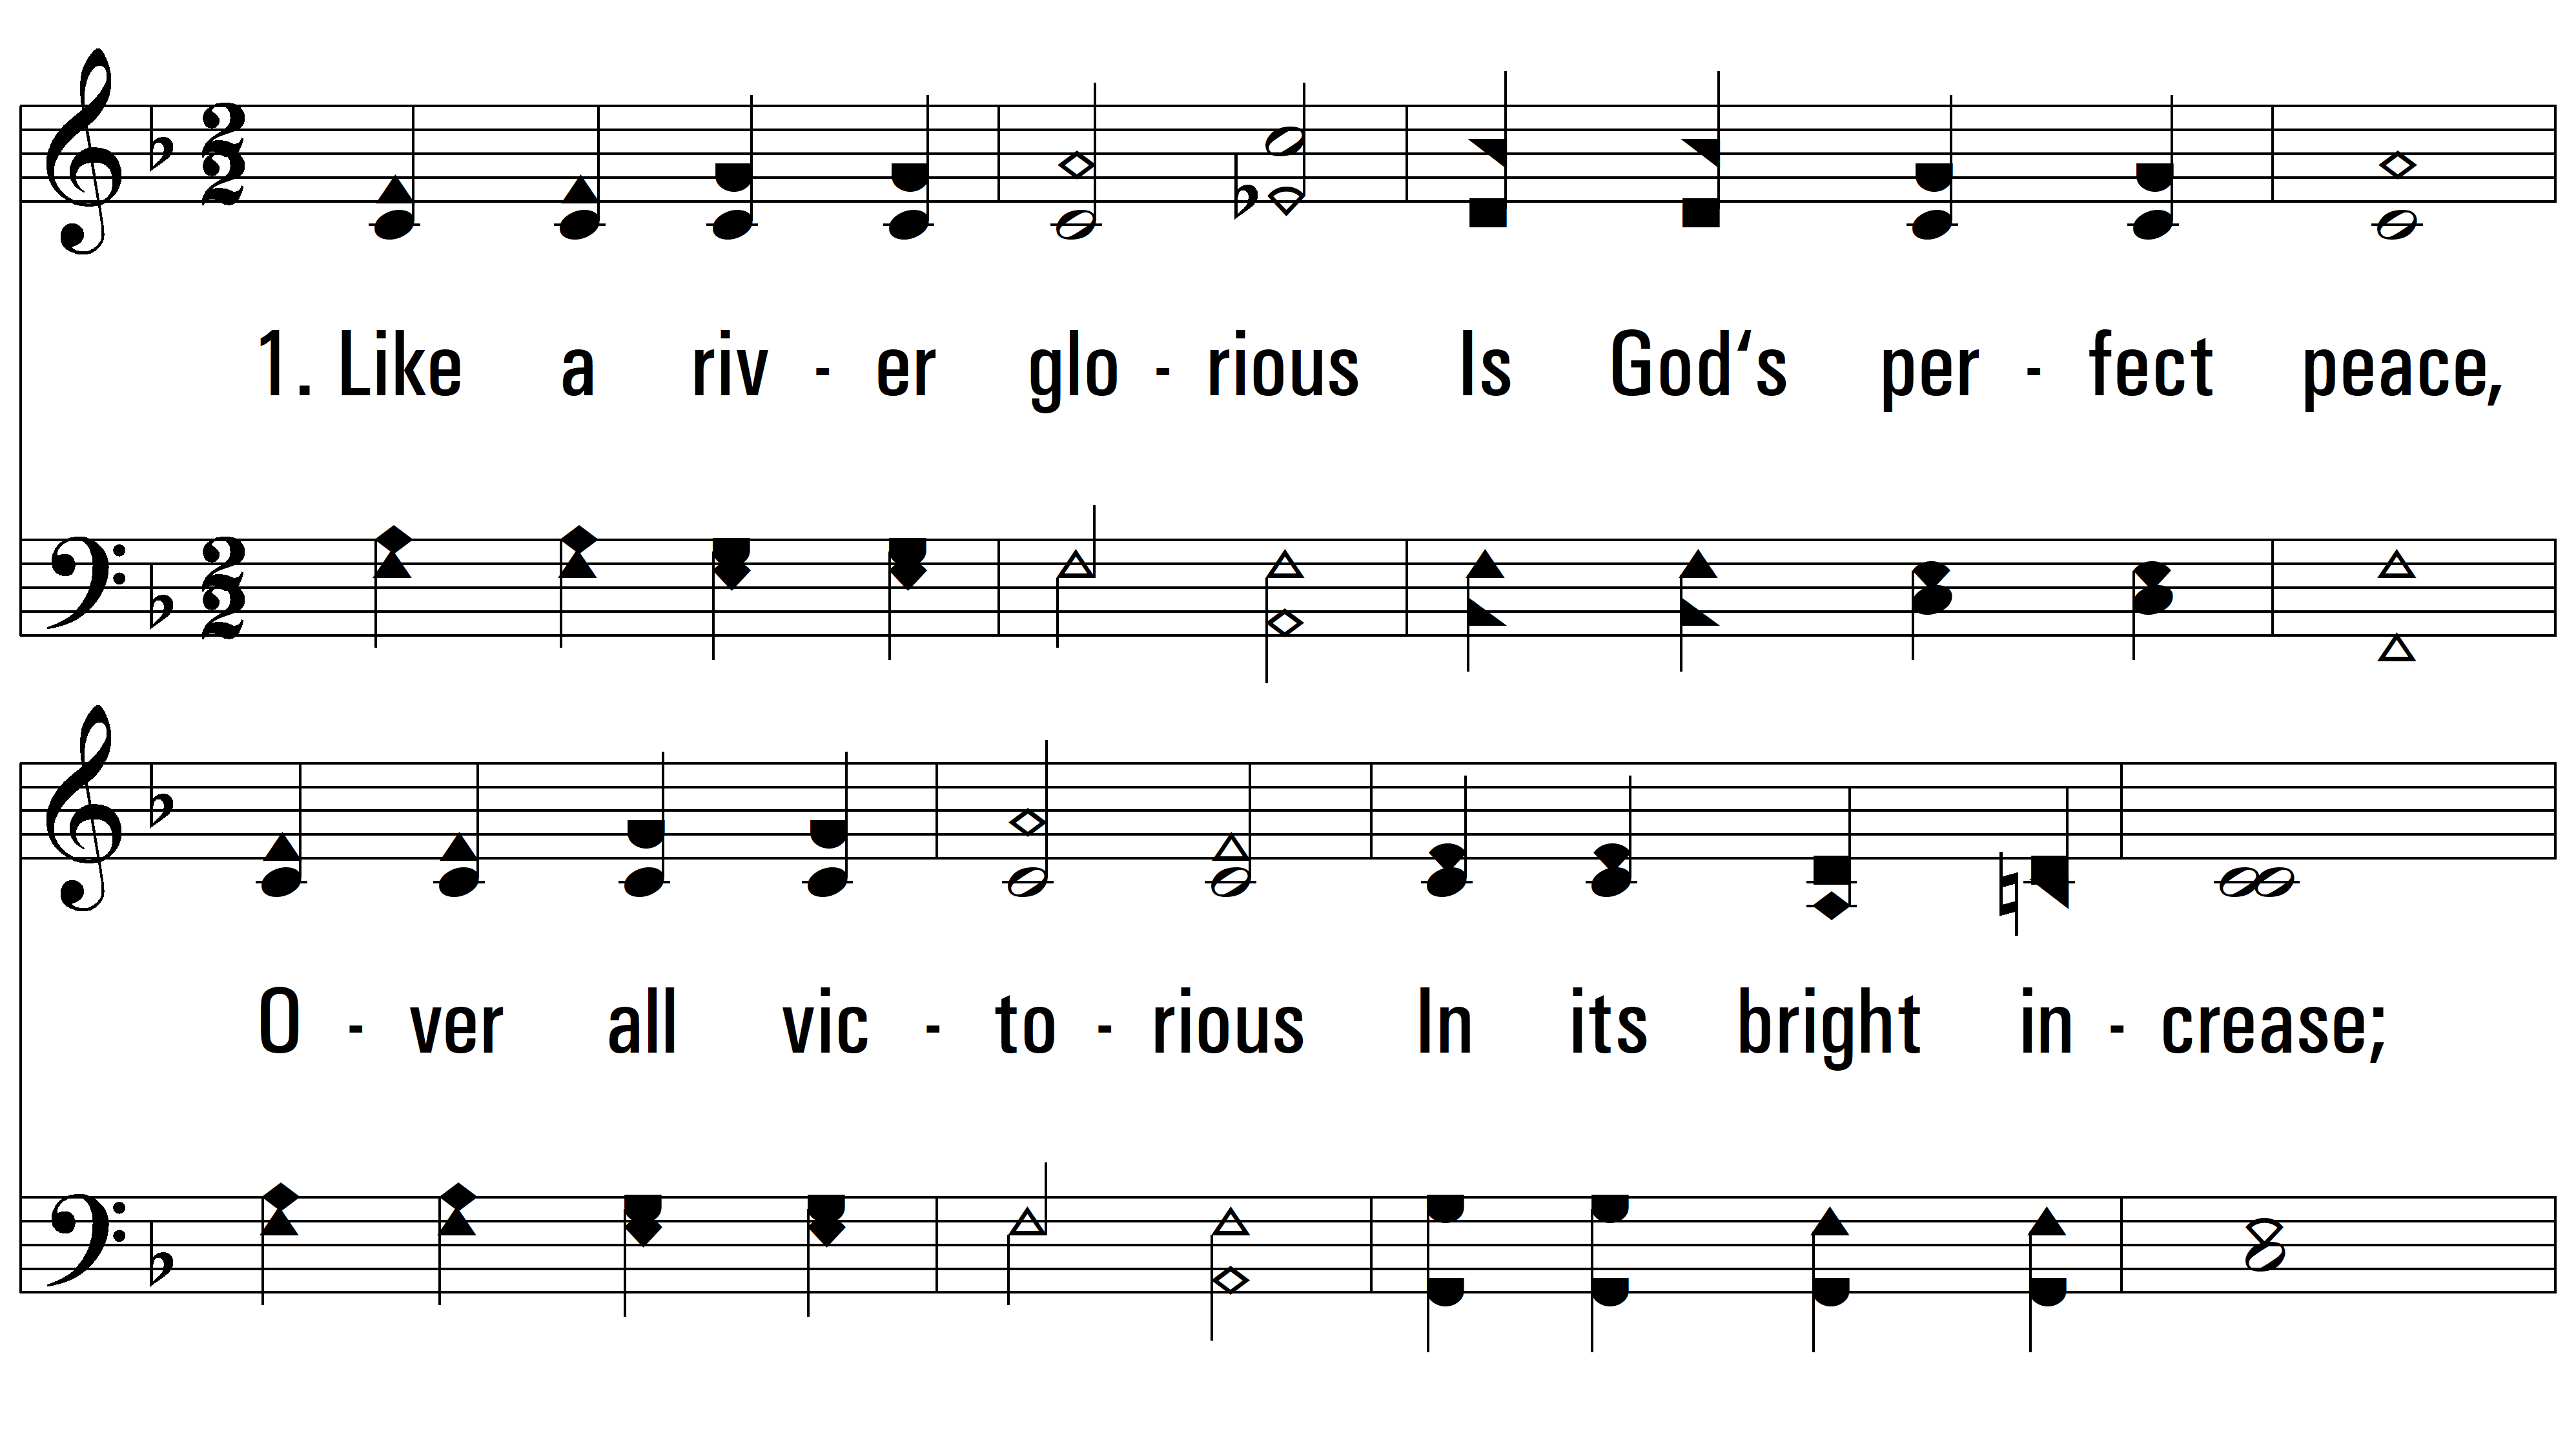 1. Like a riv - er glo - rious Is God‘s per - fect peace,
O - ver all vic - to - rious In its bright in - crease;